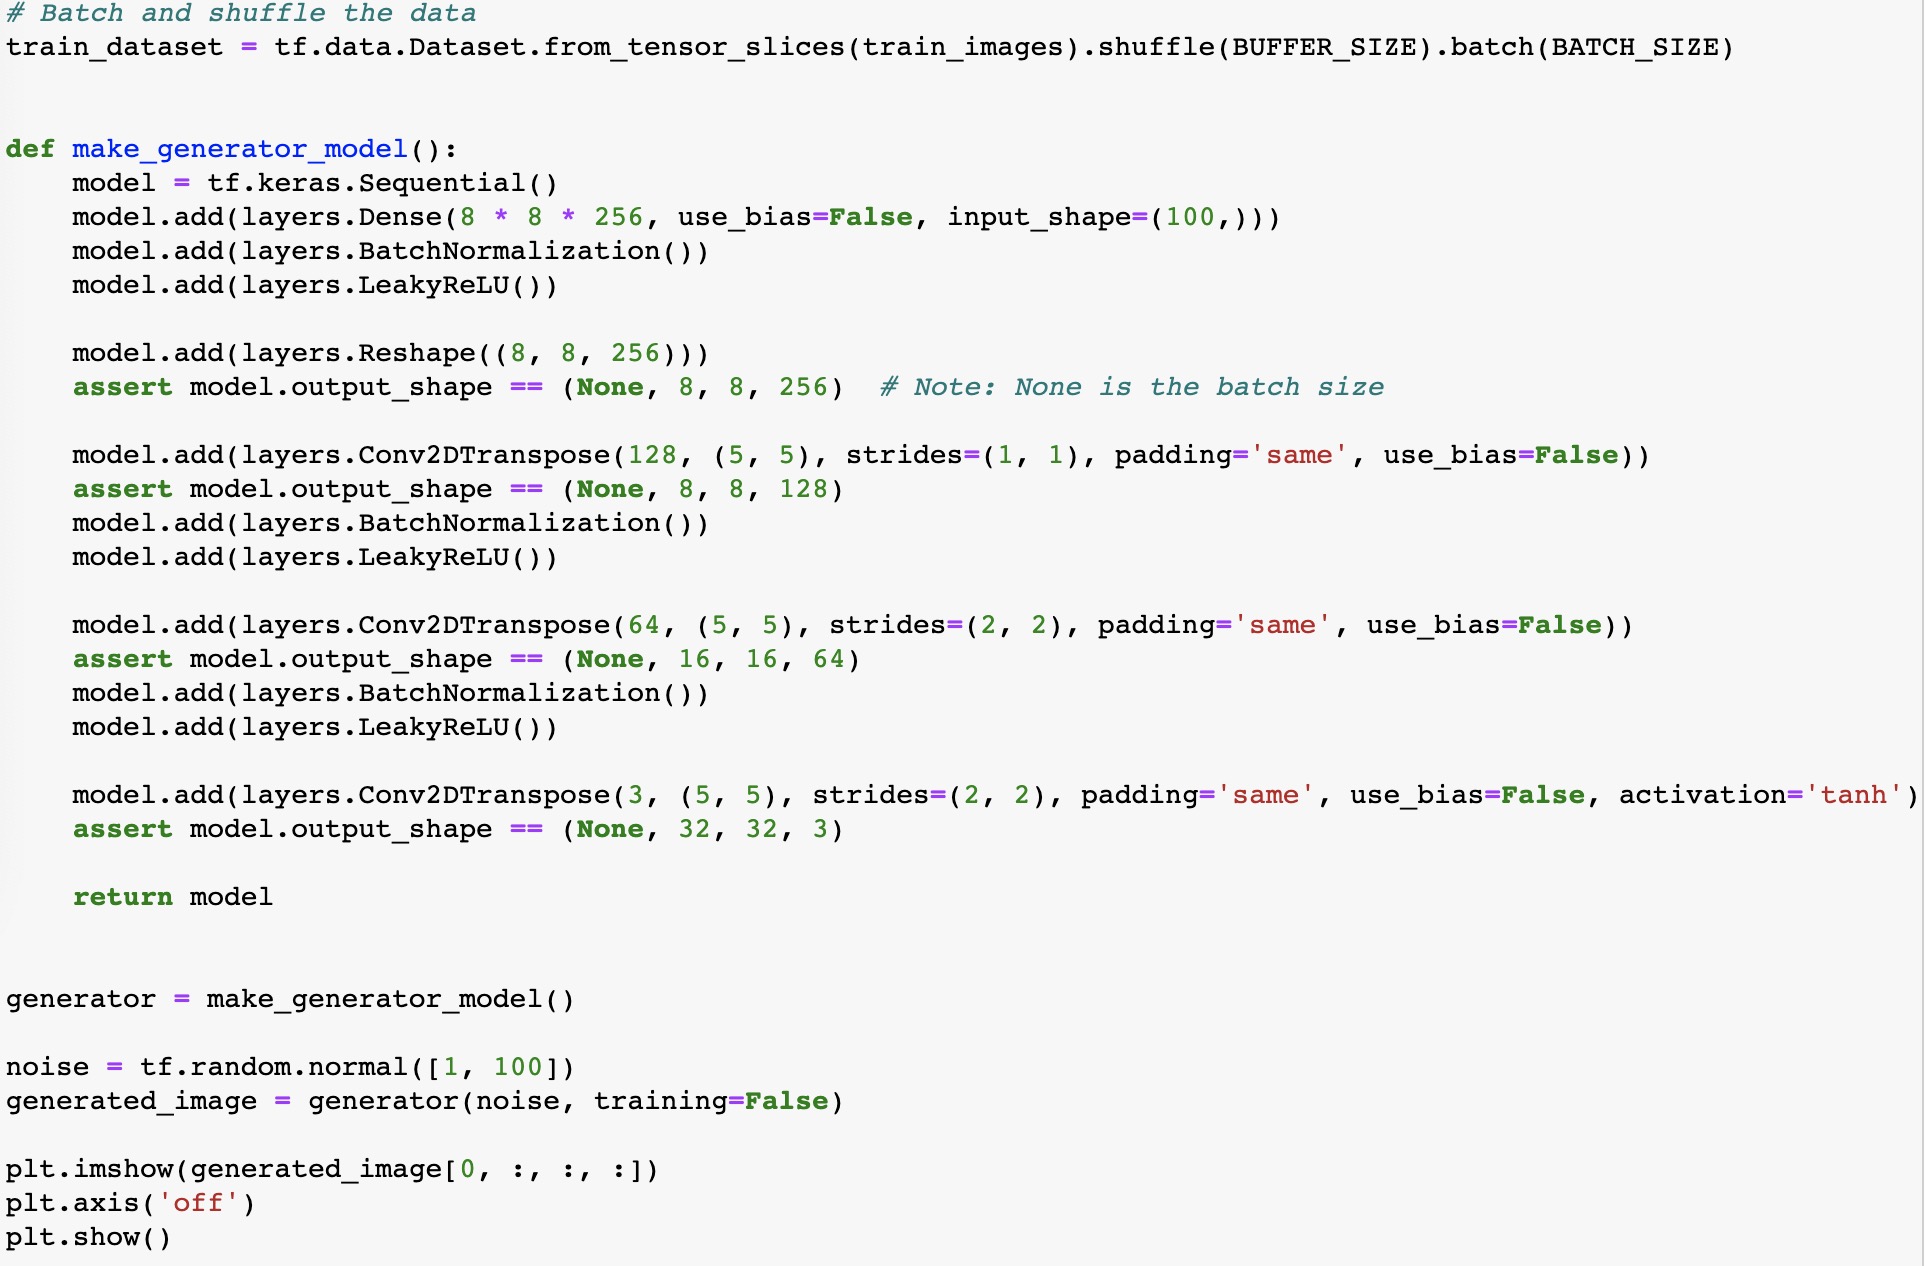 # Batch and shuffle the data
train_dataset = tf.data.Dataset.from_tensor_slices(train_images).shuffle(BUFFER_SIZE).batch(BATCH_SIZE)
def make_generator_model():
    model = tf.keras.Sequential()
    model.add(layers.Dense(8 * 8 * 256, use_bias=False, input_shape=(100,)))
    model.add(layers.BatchNormalization())
    model.add(layers.LeakyReLU())
    model.add(layers.Reshape((8, 8, 256)))
    assert model.output_shape == (None, 8, 8, 256)  # Note: None is the batch size
    model.add(layers.Conv2DTranspose(128, (5, 5), strides=(1, 1), padding='same', use_bias=False))
    assert model.output_shape == (None, 8, 8, 128)
    model.add(layers.BatchNormalization())
    model.add(layers.LeakyReLU())
    model.add(layers.Conv2DTranspose(64, (5, 5), strides=(2, 2), padding='same', use_bias=False))
    assert model.output_shape == (None, 16, 16, 64)
    model.add(layers.BatchNormalization())
    model.add(layers.LeakyReLU())
    model.add(layers.Conv2DTranspose(3, (5, 5), strides=(2, 2), padding='same', use_bias=False, activation='tanh')
    assert model.output_shape == (None, 32, 32, 3)
    return model
generator = make_generator_model()
noise = tf.random.normal([1, 100])
generated_image = generator(noise, training=False)
plt.imshow(generated_image[0, :, :, :])
plt.axis('off')
plt.show()